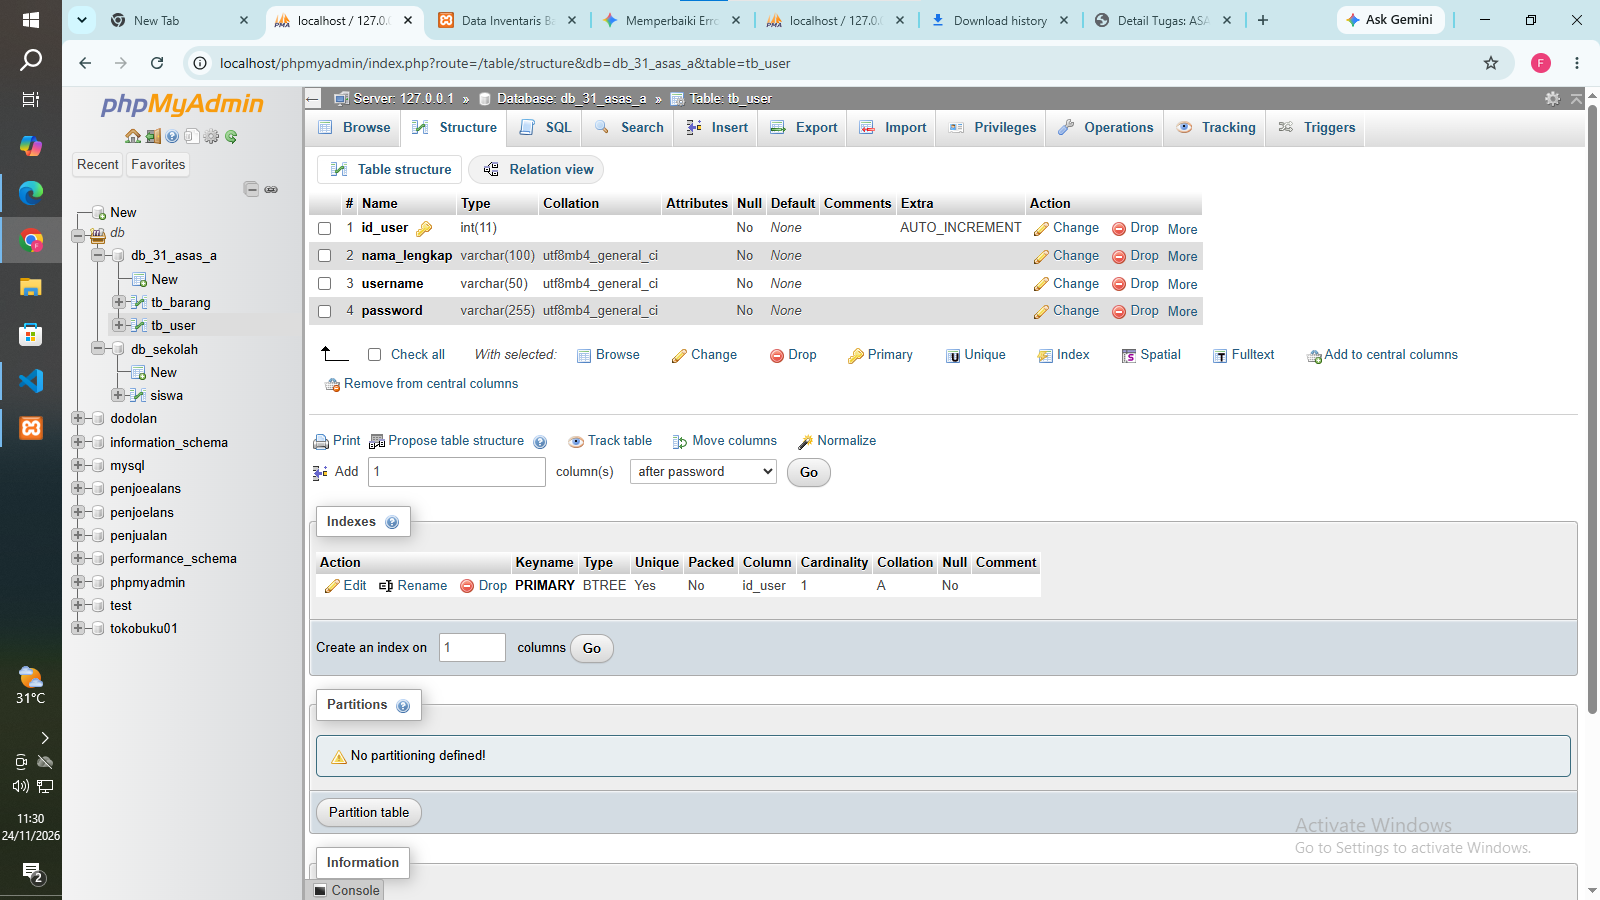 New Tab
localhost / 127.0.
Data Inventaris Ba
Memperbaiki Erro
localhost / 127.0.
Download history
Detail Tugas: ASA
Ask Gemini
localhost/phpmyadmin/index.php?route=/table/structure&db=db_31_asas_a&table=tb_user
F
phpMyAdmin
Recent
Favorites
New
db
db_31_asas_a
New
tb_barang
tb_user
db_sekolah
New
siswa
dodolan
information_schema
mysql
penjoealans
penjoelans
penjualan
performance_schema
phpmyadmin
test
tokobuku01
Server: 127.0.0.1 » Database: db_31_asas_a » Table: tb_user
Browse Structure SQL Search Insert Export Import Privileges Operations Tracking Triggers
Table structure Relation view
# Name Type Collation Attributes Null Default Comments Extra Action
1 id_user int(11) No None AUTO_INCREMENT Change Drop More
2 nama_lengkap varchar(100) utf8mb4_general_ci No None Change Drop More
3 username varchar(50) utf8mb4_general_ci No None Change Drop More
4 password varchar(255) utf8mb4_general_ci No None Change Drop More
Check all With selected: Browse Change Drop Primary Unique Index Spatial Fulltext Add to central columns
Remove from central columns
Print Propose table structure Track table Move columns Normalize
Add 1 column(s) after password Go
Indexes
Action Keyname Type Unique Packed Column Cardinality Collation Null Comment
Edit Rename Drop PRIMARY BTREE Yes No id_user 1 A No
Create an index on 1 columns Go
Partitions
No partitioning defined!
Partition table
Information
Console
Activate Windows
Go to Settings to activate Windows.
31°C
11:30
24/11/2026
2